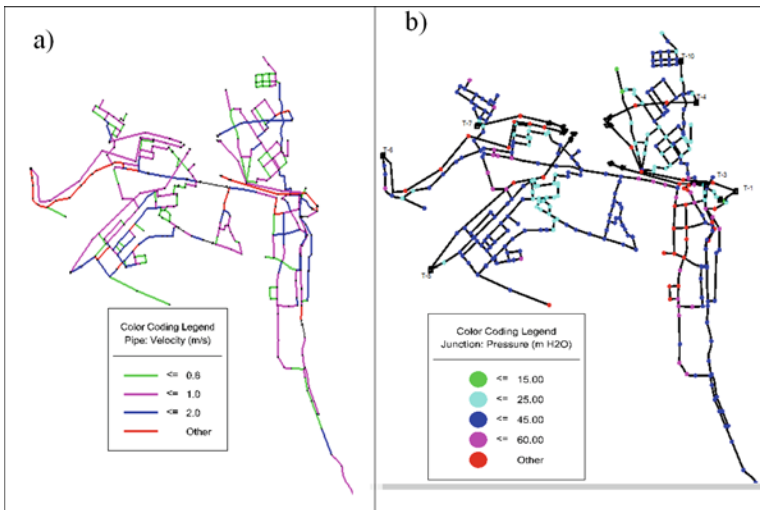 a)
Color Coding Legend
Pipe: Velocity (m/s)
<= 0.6
<= 1.0
<= 2.0
Other
b)
T-10
T-4
T-7
T-6
T-3
T-1
Color Coding Legend
Junction: Pressure (m H2O)
<= 15.00
<= 25.00
<= 45.00
<= 60.00
Other